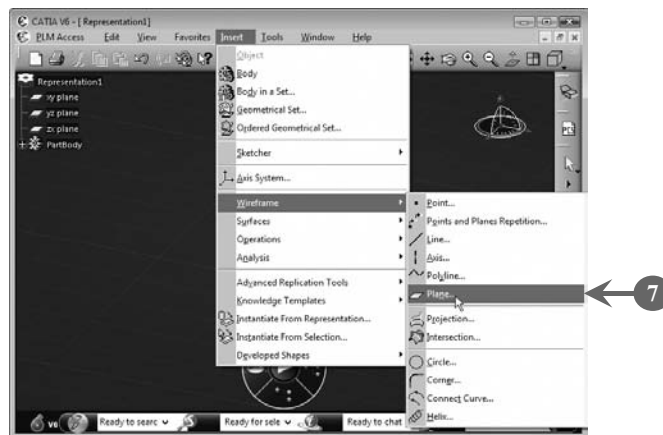 CATIA V6 - [ Representation1]
PLM Access Edit View Favorites Insert Tools Window Help
Representation1
xy plane
yz plane
zx plane
PartBody
Object
Body
Body in a Set...
Geometrical Set...
Ordered Geometrical Set...
Sketcher
Axis System...
Wireframe
Surfaces
Operations
Analysis
Advanced Replication Tools
Knowledge Templates
Instantiate From Representation...
Instantiate From Selection...
Developed Shapes
Point...
Points and Planes Repetition...
Line...
Axis...
Polyline...
Plane...
Projection...
Intersection...
Circle...
Corner...
Connect Curve...
Helix...
7
V6 Ready to searc Ready for sele Ready to chat